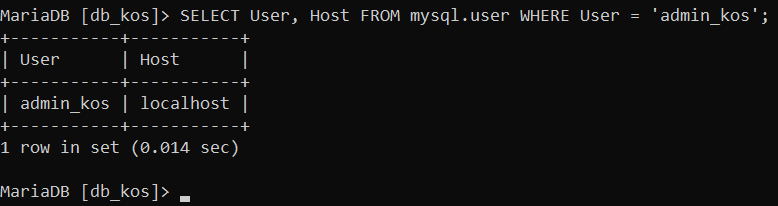 MariaDB [db_kos]> SELECT User, Host FROM mysql.user WHERE User = 'admin_kos';
+-----------+-----------+
| User      | Host      |
+-----------+-----------+
| admin_kos | localhost |
+-----------+-----------+
1 row in set (0.014 sec)

MariaDB [db_kos]> _